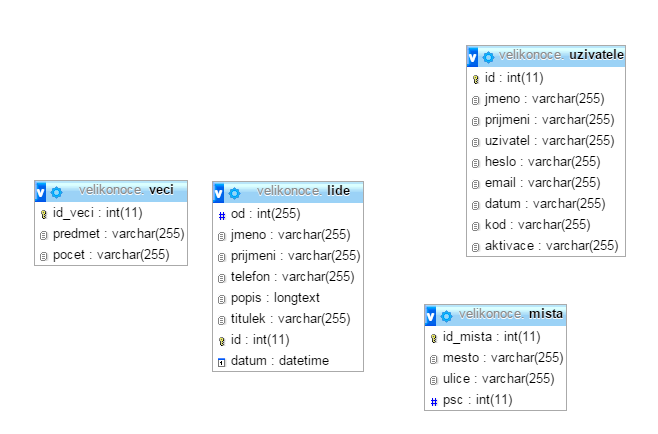 velikonoce. veci
id_veci : int(11)
predmet : varchar(255)
pocet : varchar(255)
velikonoce. lide
od : int(255)
jmeno : varchar(255)
prijmeni : varchar(255)
telefon : varchar(255)
popis : longtext
titulek : varchar(255)
id : int(11)
datum : datetime
velikonoce. uzivatele
id : int(11)
jmeno : varchar(255)
prijmeni : varchar(255)
uzivatel : varchar(255)
heslo : varchar(255)
email : varchar(255)
datum : varchar(255)
kod : varchar(255)
aktivace : varchar(255)
velikonoce. mista
id_mista : int(11)
mesto : varchar(255)
ulice : varchar(255)
psc : int(11)